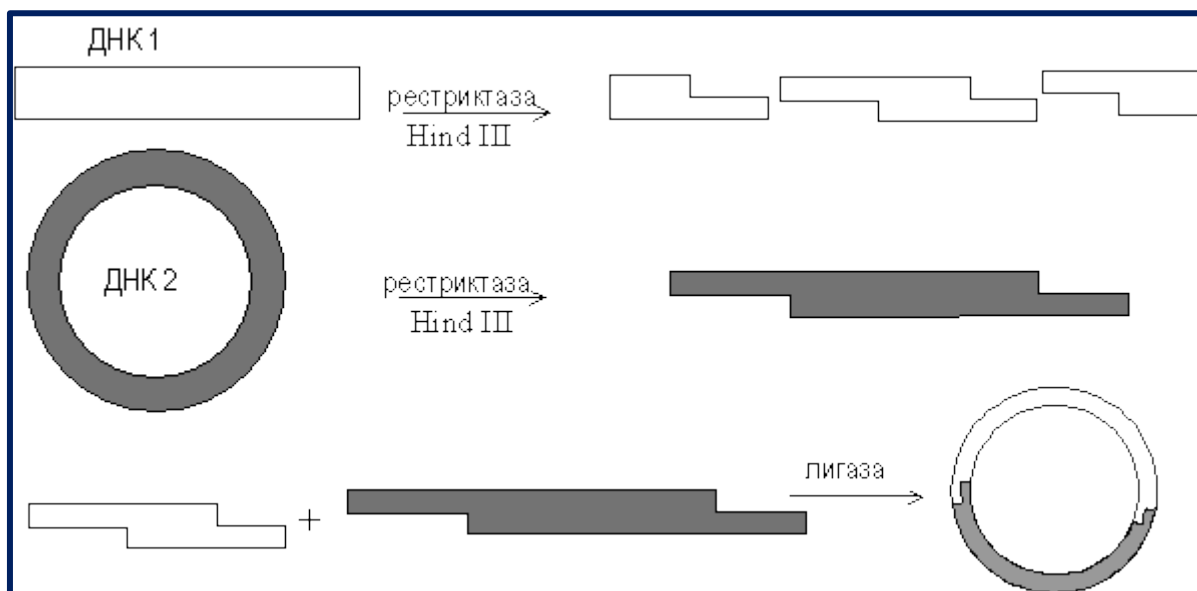 ДНК 1
рестриктаза
Hind III
ДНК 2
рестриктаза
Hind III
+
лигаза